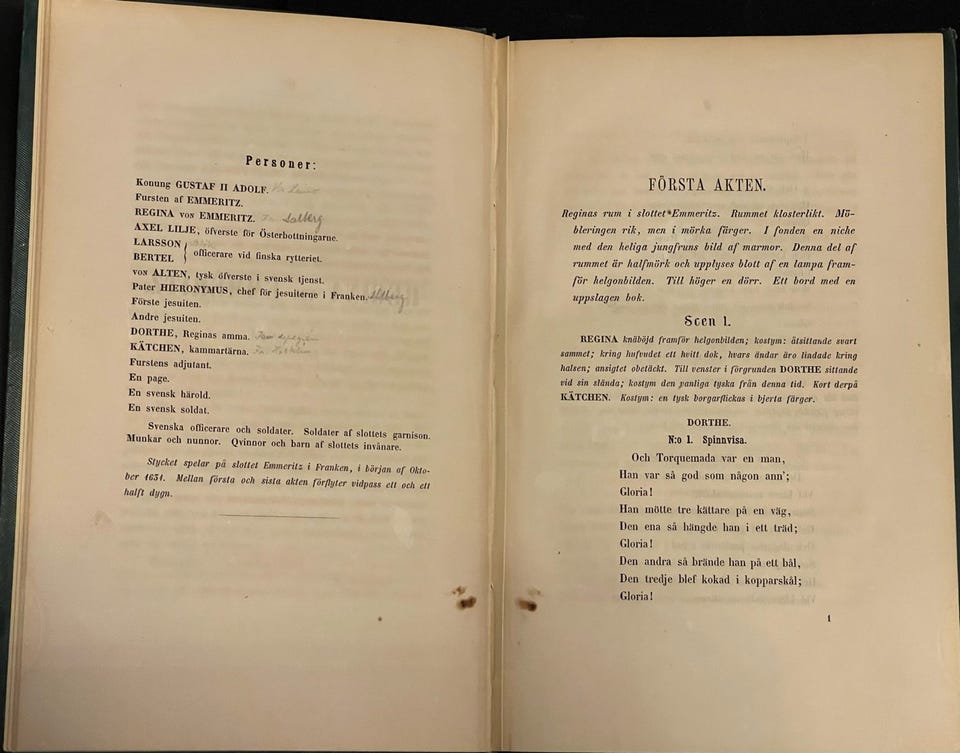 Personer:
Konung GUSTAF II ADOLF.
Fursten af EMMERITZ.
REGINA VON EMMERITZ. Dalberg
AXEL LILJE, öfverste för Österbottningarne.
LARSSON
BERTEL officerare vid finska rytteriet.
VON ALTEN, tysk öfverste i svensk tjenst.
Pater HIERONYMUS, chef för jesuiterne i Franken.
Förste jesuiten.
Andre jesuiten.
DORTHE, Reginas amma.
KÄTCHEN, kammartärna.
Furstens adjutant.
En page.
En svensk härold.
En svensk soldat.
Svenska officerare och soldater. Soldater af slottets garnison.
Munkar och nunnor. Qvinnor och barn af slottets invånare.
Stycket spelar på slottet Emmeritz i Franken, i början af Okto-
ber 1631. Mellan första och sista akten förflyter vidpass ett och ett
halft dygn.
FÖRSTA AKTEN.
Reginas rum i slottet Emmeritz. Rummet klosterlikt. Mö-
bleringen rik, men i mörka färger. I fonden en niche
med den heliga jungfruns bild af marmor. Denna del af
rummet är halfmörk och upplyses blott af en lampa fram-
för helgonbilden. Till höger en dörr. Ett bord med en
uppslagen bok.
Scen 1.
REGINA knäböjd framför helgonbilden; kostym: åtsittande svart
sammet; kring hufvudet ett hvitt dok, hvars ändar äro lindade kring
halsen; ansigtet obetäckt. Till venster i förgrunden DORTHE sittande
vid sin slända; kostym den vanliga tyska från denna tid. Kort derpå
KÄTCHEN. Kostym: en tysk borgarflickas i bjerta färger.
DORTHE.
N:o 1. Spinnvisa.
Och Torquemada var en man,
Han var så god som någon ann';
Gloria!
Han mötte tre kättare på en väg,
Den ena så hängde han i ett träd;
Gloria!
Den andra så brände han på ett bål,
Den tredje blef kokad i kopparskål;
Gloria!
1